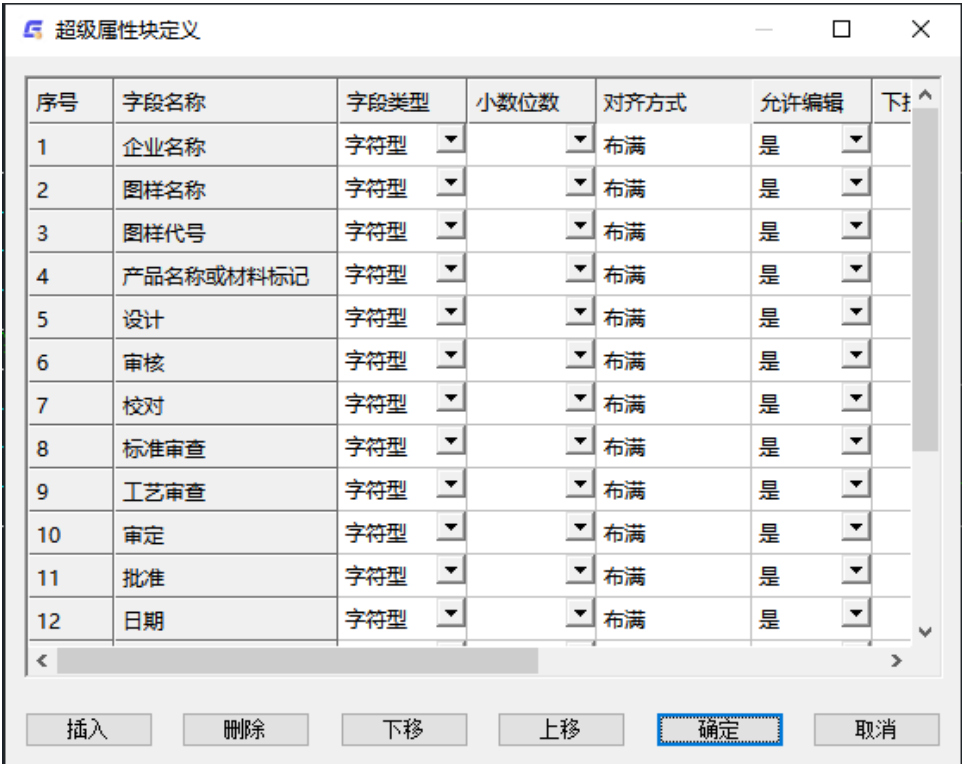 超级属性块定义
序号 字段名称 字段类型 小数位数 对齐方式 允许编辑
1 企业名称 字符型 布满 是
2 图样名称 字符型 布满 是
3 图样代号 字符型 布满 是
4 产品名称或材料标记 字符型 布满 是
5 设计 字符型 布满 是
6 审核 字符型 布满 是
7 校对 字符型 布满 是
8 标准审查 字符型 布满 是
9 工艺审查 字符型 布满 是
10 审定 字符型 布满 是
11 批准 字符型 布满 是
12 日期 字符型 布满 是
插入 删除 下移 上移 确定 取消